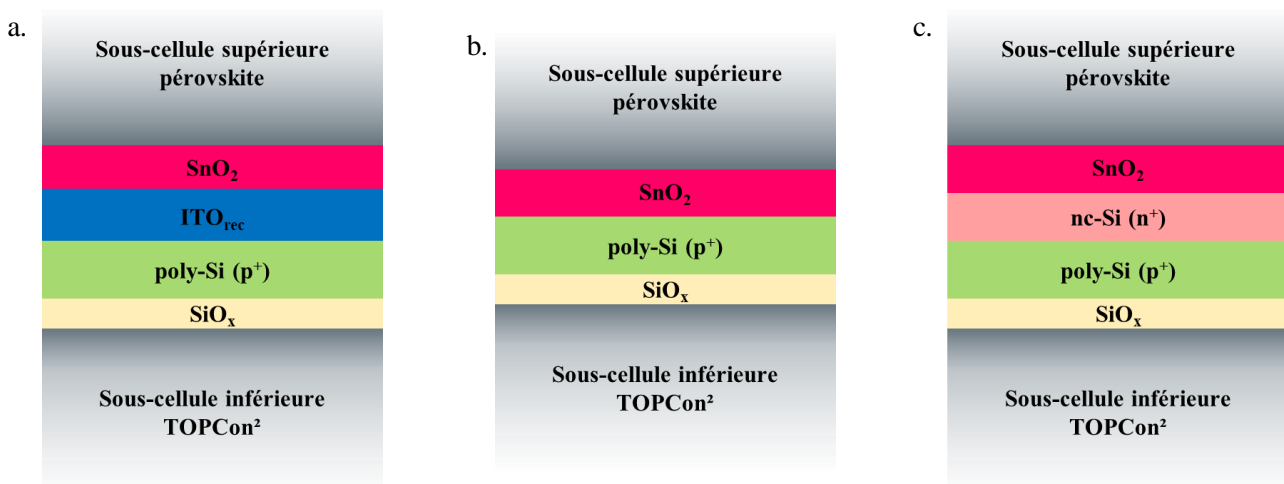 a.
Sous-cellule supérieure
pérovskite
SnO₂
ITOrec
poly-Si (p⁺)
SiOₓ
Sous-cellule inférieure
TOPCon²
b.
Sous-cellule supérieure
pérovskite
SnO₂
poly-Si (p⁺)
SiOₓ
Sous-cellule inférieure
TOPCon²
c.
Sous-cellule supérieure
pérovskite
SnO₂
nc-Si (n⁺)
poly-Si (p⁺)
SiOₓ
Sous-cellule inférieure
TOPCon²